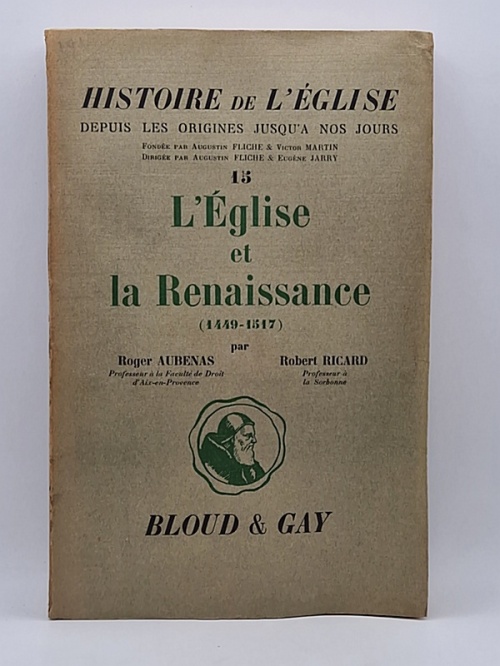 HISTOIRE DE L'ÉGLISE
DEPUIS LES ORIGINES JUSQU'A NOS JOURS
FONDÉE PAR AUGUSTIN FLICHE & VICTOR MARTIN
DIRIGÉE PAR AUGUSTIN FLICHE & EUGÈNE JARRY
15
L'Église
et
la Renaissance
(1449-1517)
par
Roger AUBENAS Robert RICARD
Professeur à la Faculté de Droit Professeur à
d'Aix-en-Provence la Sorbonne
BLOUD & GAY